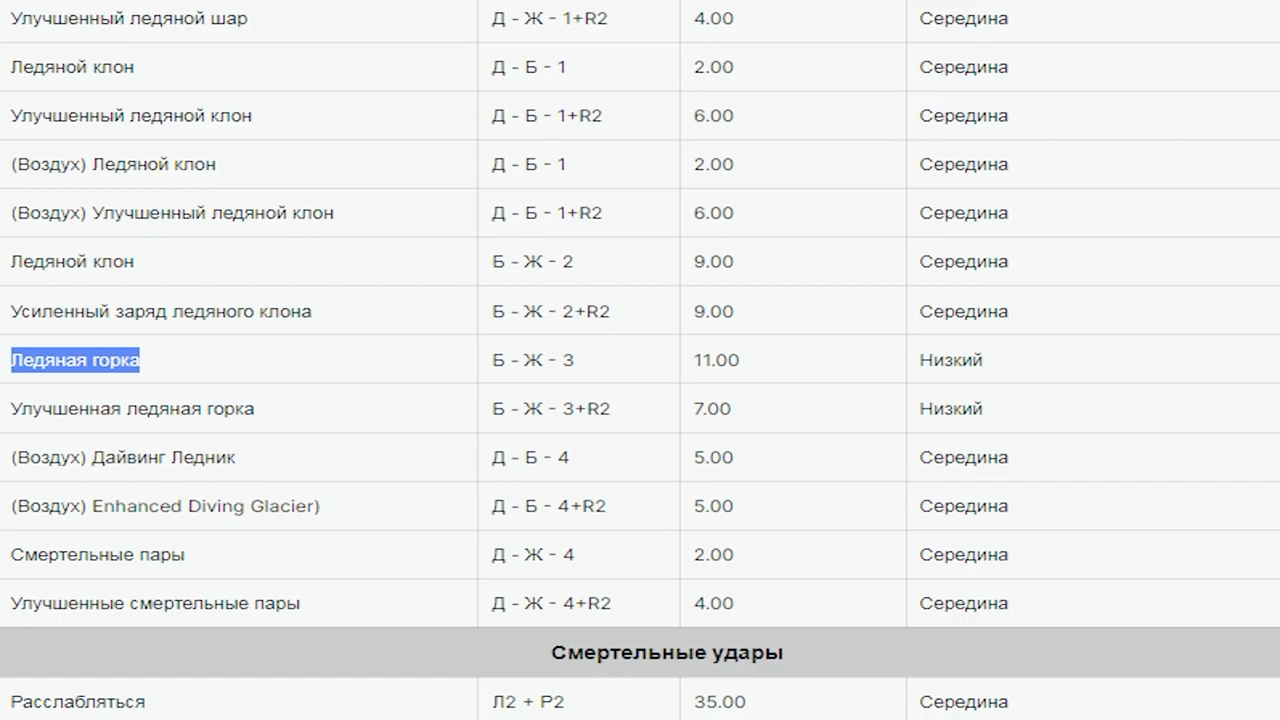 Улучшенный ледяной шар Д - Ж - 1+R2 4.00 Середина
Ледяной клон Д - Б - 1 2.00 Середина
Улучшенный ледяной клон Д - Б - 1+R2 6.00 Середина
(Воздух) Ледяной клон Д - Б - 1 2.00 Середина
(Воздух) Улучшенный ледяной клон Д - Б - 1+R2 6.00 Середина
Ледяной клон Б - Ж - 2 9.00 Середина
Усиленный заряд ледяного клона Б - Ж - 2+R2 9.00 Середина
Ледяная горка Б - Ж - 3 11.00 Низкий
Улучшенная ледяная горка Б - Ж - 3+R2 7.00 Низкий
(Воздух) Дайвинг Ледник Д - Б - 4 5.00 Середина
(Воздух) Enhanced Diving Glacier) Д - Б - 4+R2 5.00 Середина
Смертельные пары Д - Ж - 4 2.00 Середина
Улучшенные смертельные пары Д - Ж - 4+R2 4.00 Середина
Смертельные удары
Расслабляться Л2 + Р2 35.00 Середина